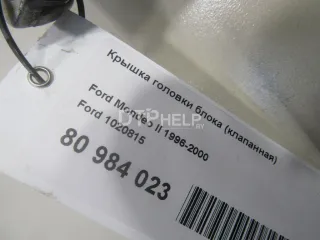 Крышка головки блока (клапанная)
Ford Mondeo II 1996-2000
Ford 1020815
80 984 023